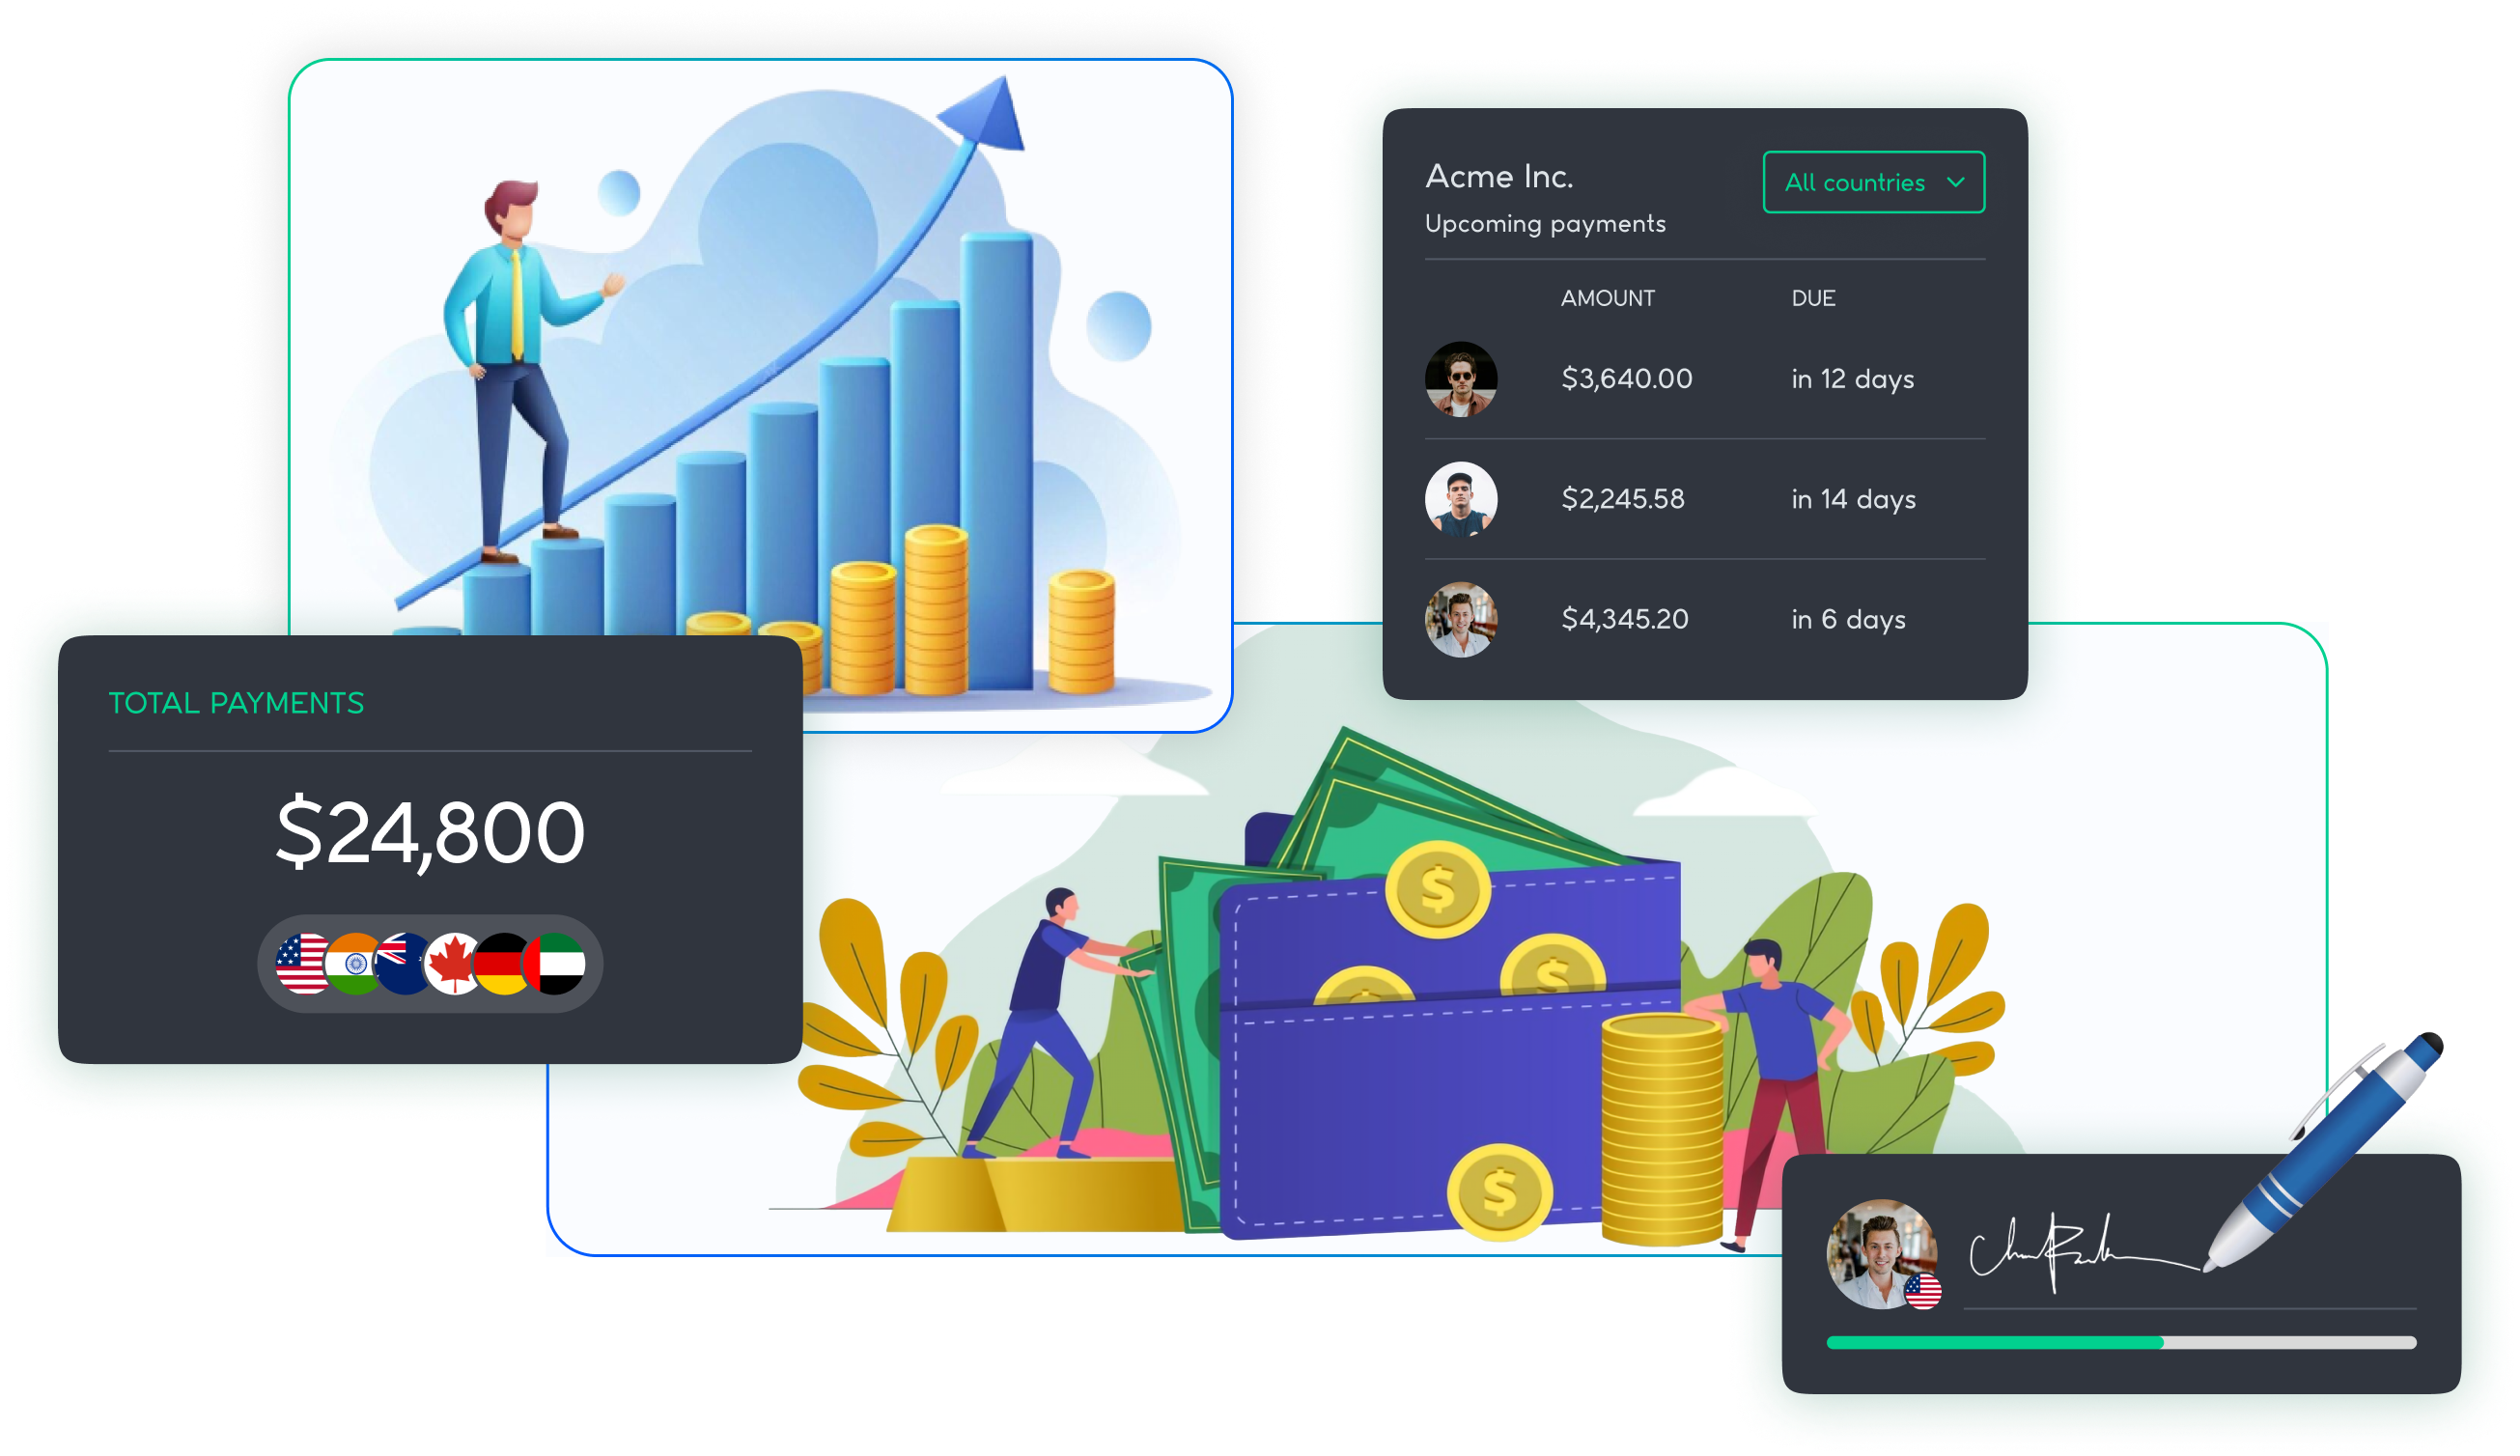 Acme Inc.
All countries
Upcoming payments
AMOUNT DUE
$3,640.00 in 12 days
$2,245.58 in 14 days
$4,345.20 in 6 days
TOTAL PAYMENTS
$24,800
$
$
$
$